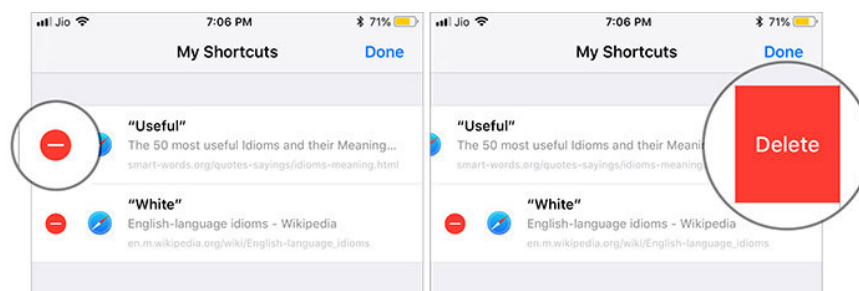 Jio 7:06 PM 71%
My Shortcuts Done
"Useful"
The 50 most useful Idioms and their Meaning...
smart-words.org/quotes-sayings/idioms-meaning.html
"White"
English-language idioms - Wikipedia
en.m.wikipedia.org/wiki/English-language_idioms
Jio 7:06 PM 71%
My Shortcuts Done
"Useful"
The 50 most useful Idioms and their Meani
smart-words.org/quotes-sayings/idioms-meaning
Delete
"White"
English-language idioms - Wikipedia
en.m.wikipedia.org/wiki/English-language_idioms